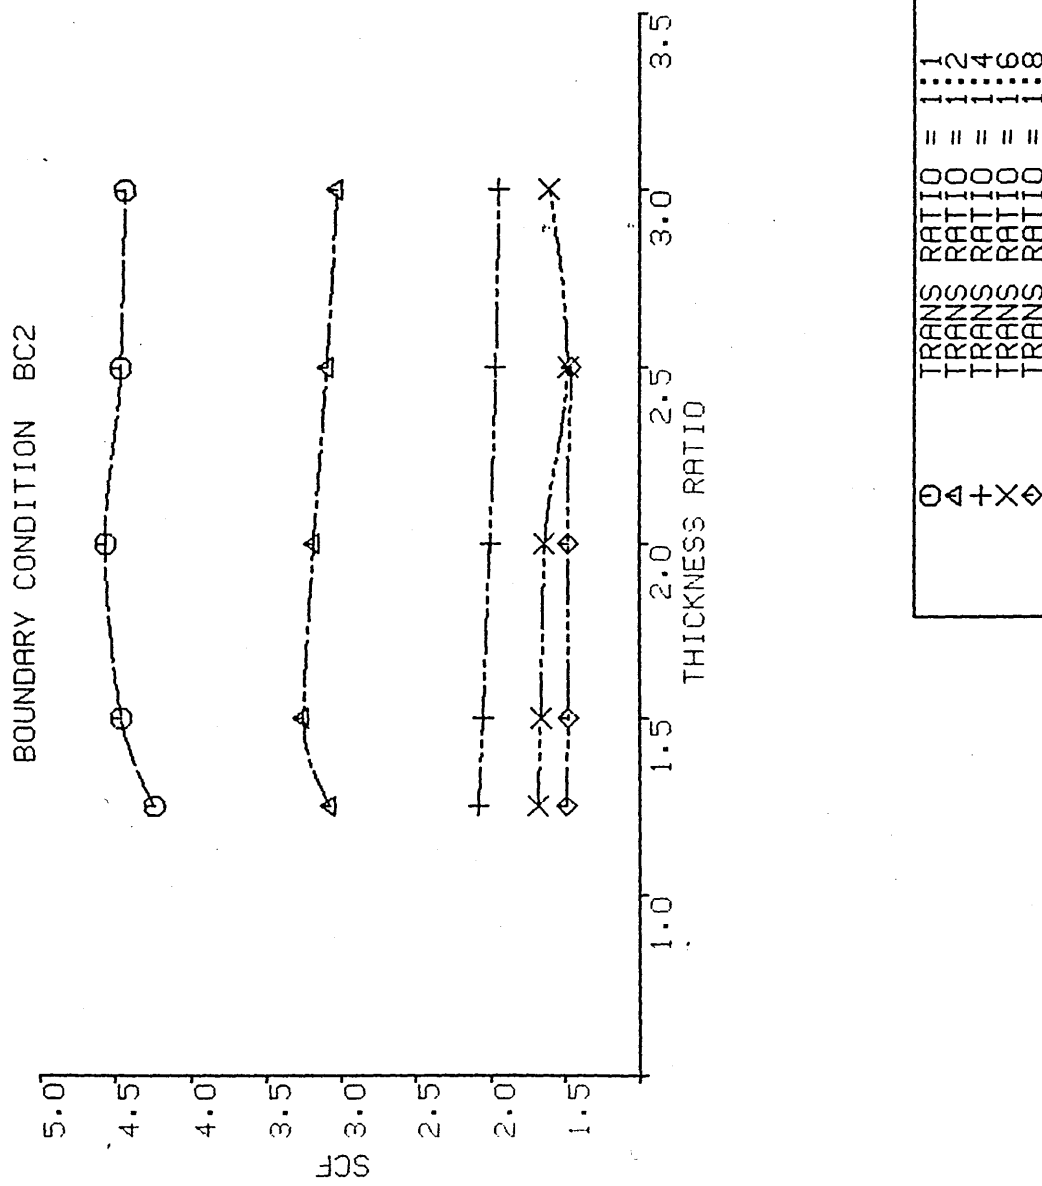 BOUNDARY CONDITION BC2
SCF
5.0
4.5
4.0
3.5
3.0
2.5
2.0
1.5
1.0 1.5 2.0 2.5 3.0 3.5
THICKNESS RATIO
TRANS RATIO = 1:1
TRANS RATIO = 1:2
TRANS RATIO = 1:4
TRANS RATIO = 1:6
TRANS RATIO = 1:8